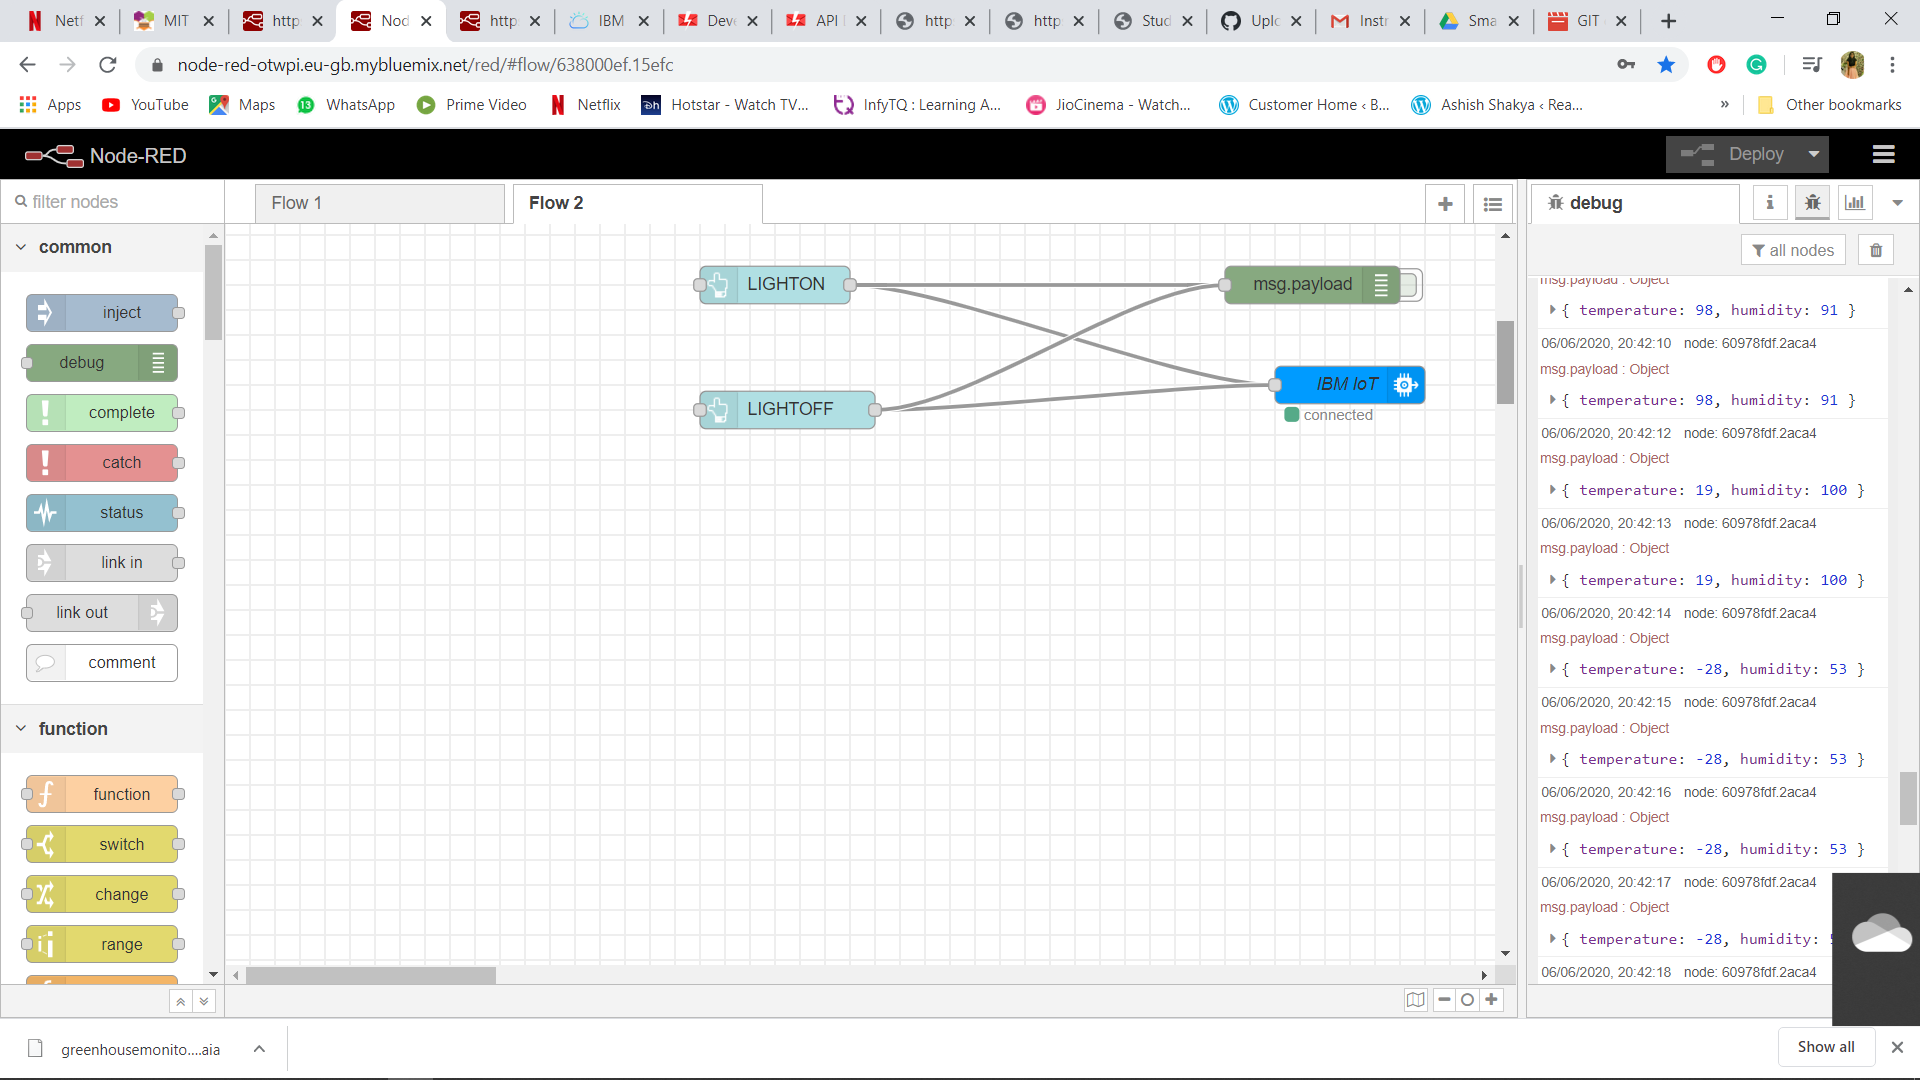 Netf
MIT
http
Nod
http
IBM
Deve
API
http
http
Stud
Uplo
Instr
Sma
GIT
node-red-otwpi.eu-gb.mybluemix.net/red/#flow/638000ef.15efc
Apps
YouTube
Maps
13
WhatsApp
Prime Video
Netflix
Dh
Hotstar - Watch TV...
InfyTQ : Learning A...
JioCinema - Watch...
Customer Home ‹ B...
Ashish Shakya ‹ Rea...
»
Other bookmarks
Node-RED
Deploy
filter nodes
Flow 1
Flow 2
debug
all nodes
common
inject
debug
complete
catch
status
link in
link out
comment
function
function
switch
change
range
LIGHTON
LIGHTOFF
msg.payload
IBM IoT
connected
msg.payload : Object
{ temperature: 98, humidity: 91 }
06/06/2020, 20:42:10 node: 60978fdf.2aca4
msg.payload : Object
{ temperature: 98, humidity: 91 }
06/06/2020, 20:42:12 node: 60978fdf.2aca4
msg.payload : Object
{ temperature: 19, humidity: 100 }
06/06/2020, 20:42:13 node: 60978fdf.2aca4
msg.payload : Object
{ temperature: 19, humidity: 100 }
06/06/2020, 20:42:14 node: 60978fdf.2aca4
msg.payload : Object
{ temperature: -28, humidity: 53 }
06/06/2020, 20:42:15 node: 60978fdf.2aca4
msg.payload : Object
{ temperature: -28, humidity: 53 }
06/06/2020, 20:42:16 node: 60978fdf.2aca4
msg.payload : Object
{ temperature: -28, humidity: 53 }
06/06/2020, 20:42:17 node: 60978fdf.2aca4
msg.payload : Object
{ temperature: -28, humidity:
06/06/2020, 20:42:18 node: 60978fdf.2aca4
greenhousemonito....aia
Show all